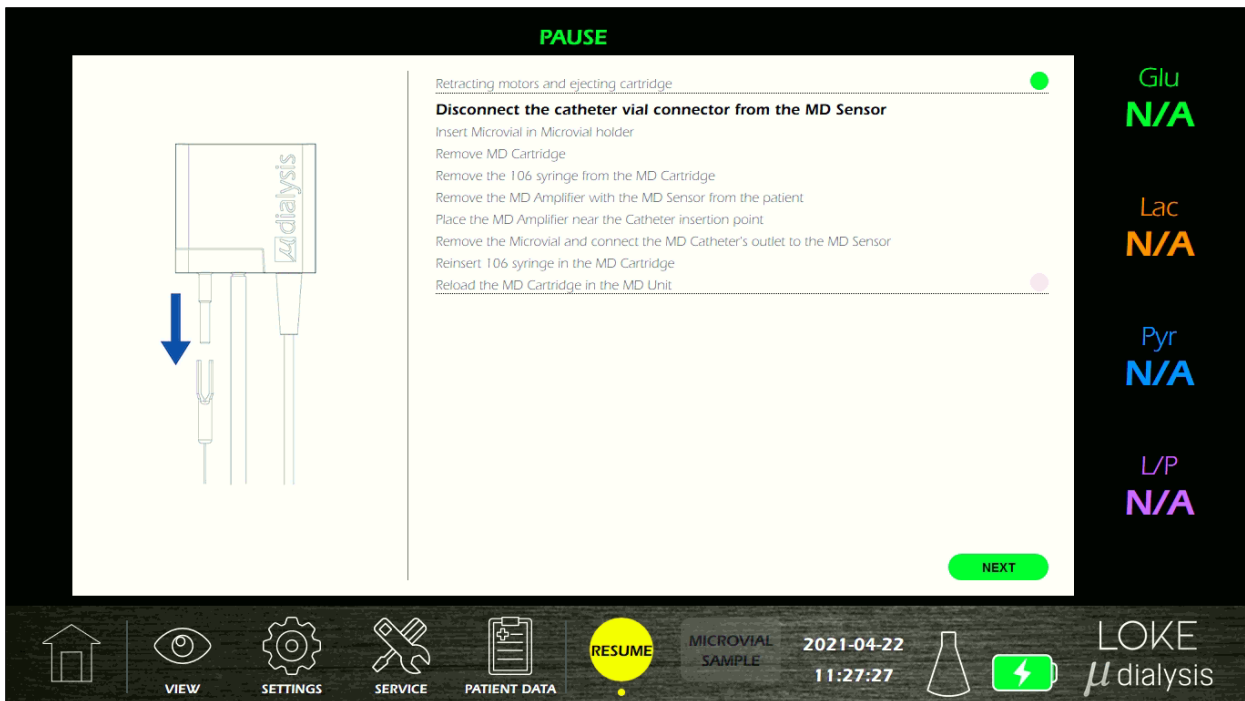 PAUSE
Retracting motors and ejecting cartridge
Disconnect the catheter vial connector from the MD Sensor
Insert Microvial in Microvial holder
Remove MD Cartridge
Remove the 106 syringe from the MD Cartridge
Remove the MD Amplifier with the MD Sensor from the patient
Place the MD Amplifier near the Catheter insertion point
Remove the Microvial and connect the MD Catheter's outlet to the MD Sensor
Reinsert 106 syringe in the MD Cartridge
Reload the MD Cartridge in the MD Unit
μdialysis
NEXT
Glu
N/A
Lac
N/A
Pyr
N/A
L/P
N/A
VIEW
SETTINGS
SERVICE
PATIENT DATA
RESUME
MICROVIAL
SAMPLE
2021-04-22
11:27:27
LOKE
μ dialysis